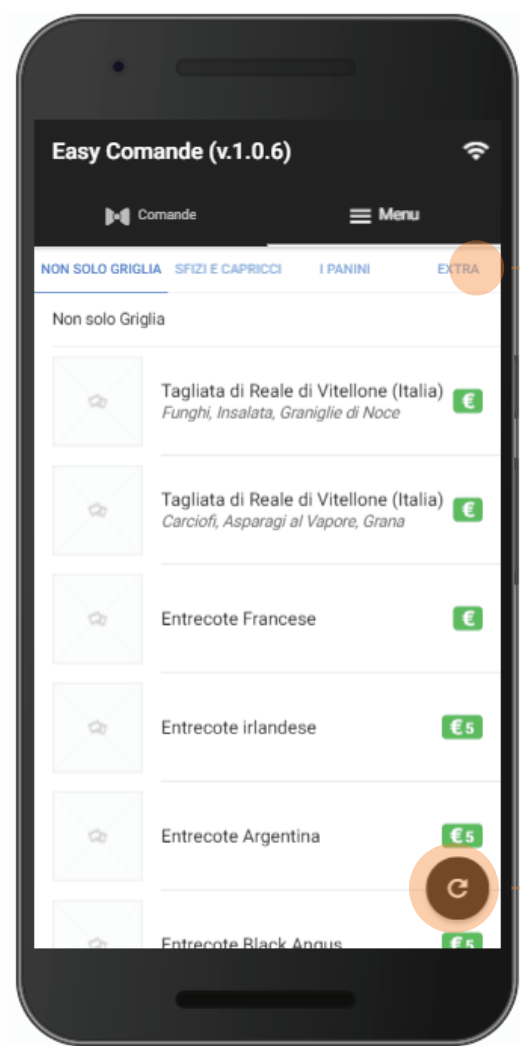 Easy Comande (v.1.0.6)
Comande
Menu
NON SOLO GRIGLIA SFIZI E CAPRICCI I PANINI EXTRA
Non solo Griglia
Tagliata di Reale di Vitellone (Italia)
€
Funghi, Insalata, Graniglie di Noce
Tagliata di Reale di Vitellone (Italia)
€
Carciofi, Asparagi al Vapore, Grana
Entrecote Francese
€
Entrecote irlandese
€ 5
Entrecote Argentina
€ 5
Entrecote Black Angus
€ 5